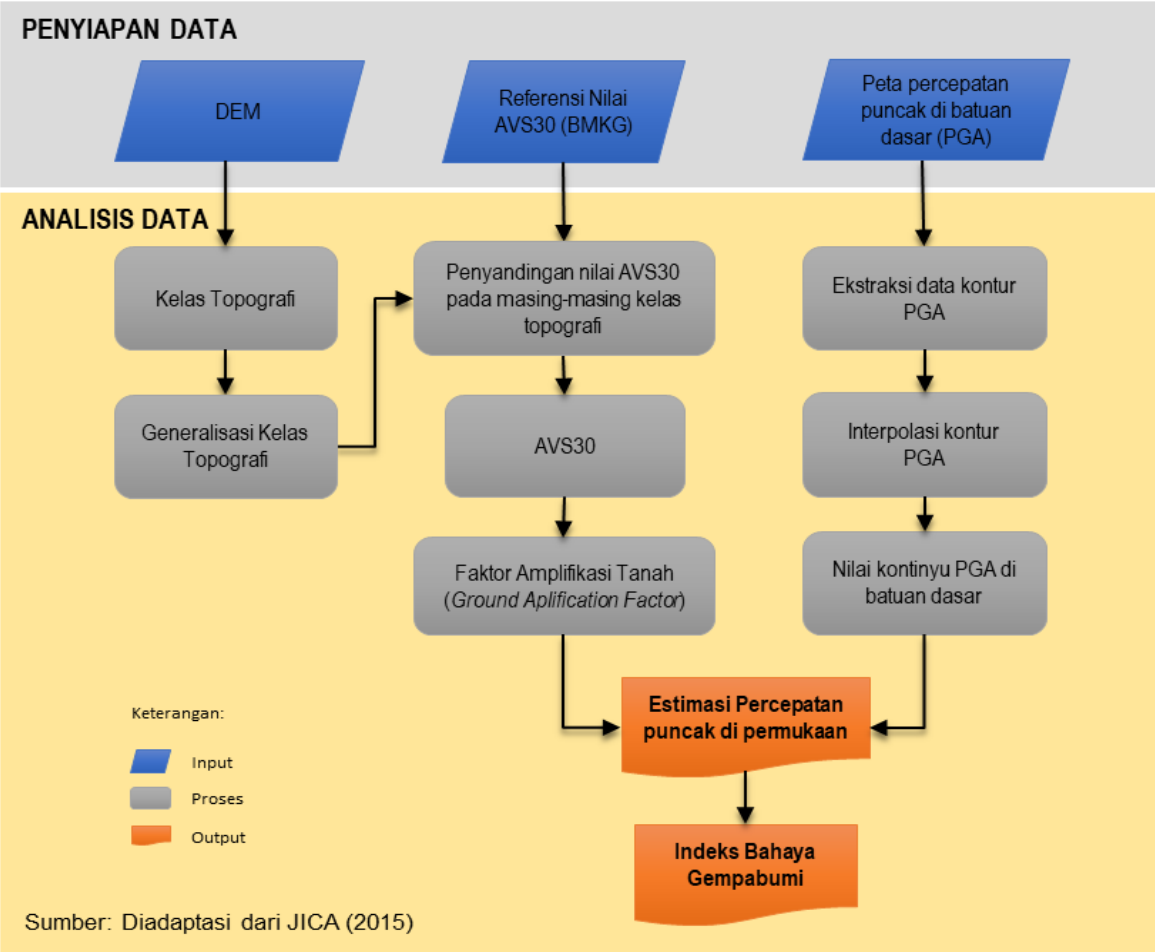 PENYIAPAN DATA
DEM
Referensi Nilai
AVS30 (BMKG)
Peta percepatan
puncak di batuan
dasar (PGA)
ANALISIS DATA
Kelas Topografi
Penyandingan nilai AVS30
pada masing-masing kelas
topografi
Ekstraksi data kontur
PGA
Generalisasi Kelas
Topografi
AVS30
Interpolasi kontur
PGA
Faktor Amplifikasi Tanah
(Ground Aplification Factor)
Nilai kontinyu PGA di
batuan dasar
Estimasi Percepatan
puncak di permukaan
Indeks Bahaya
Gempabumi
Keterangan:
Input
Proses
Output
Sumber: Diadaptasi dari JICA (2015)